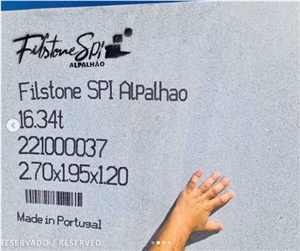 Filstone SPI
ALPALHÃO
Filstone SPI Alpalhao
16.34t
221000037
2.70x1.95x1.20
Made in Portugal
RESERVADO / RESERVED